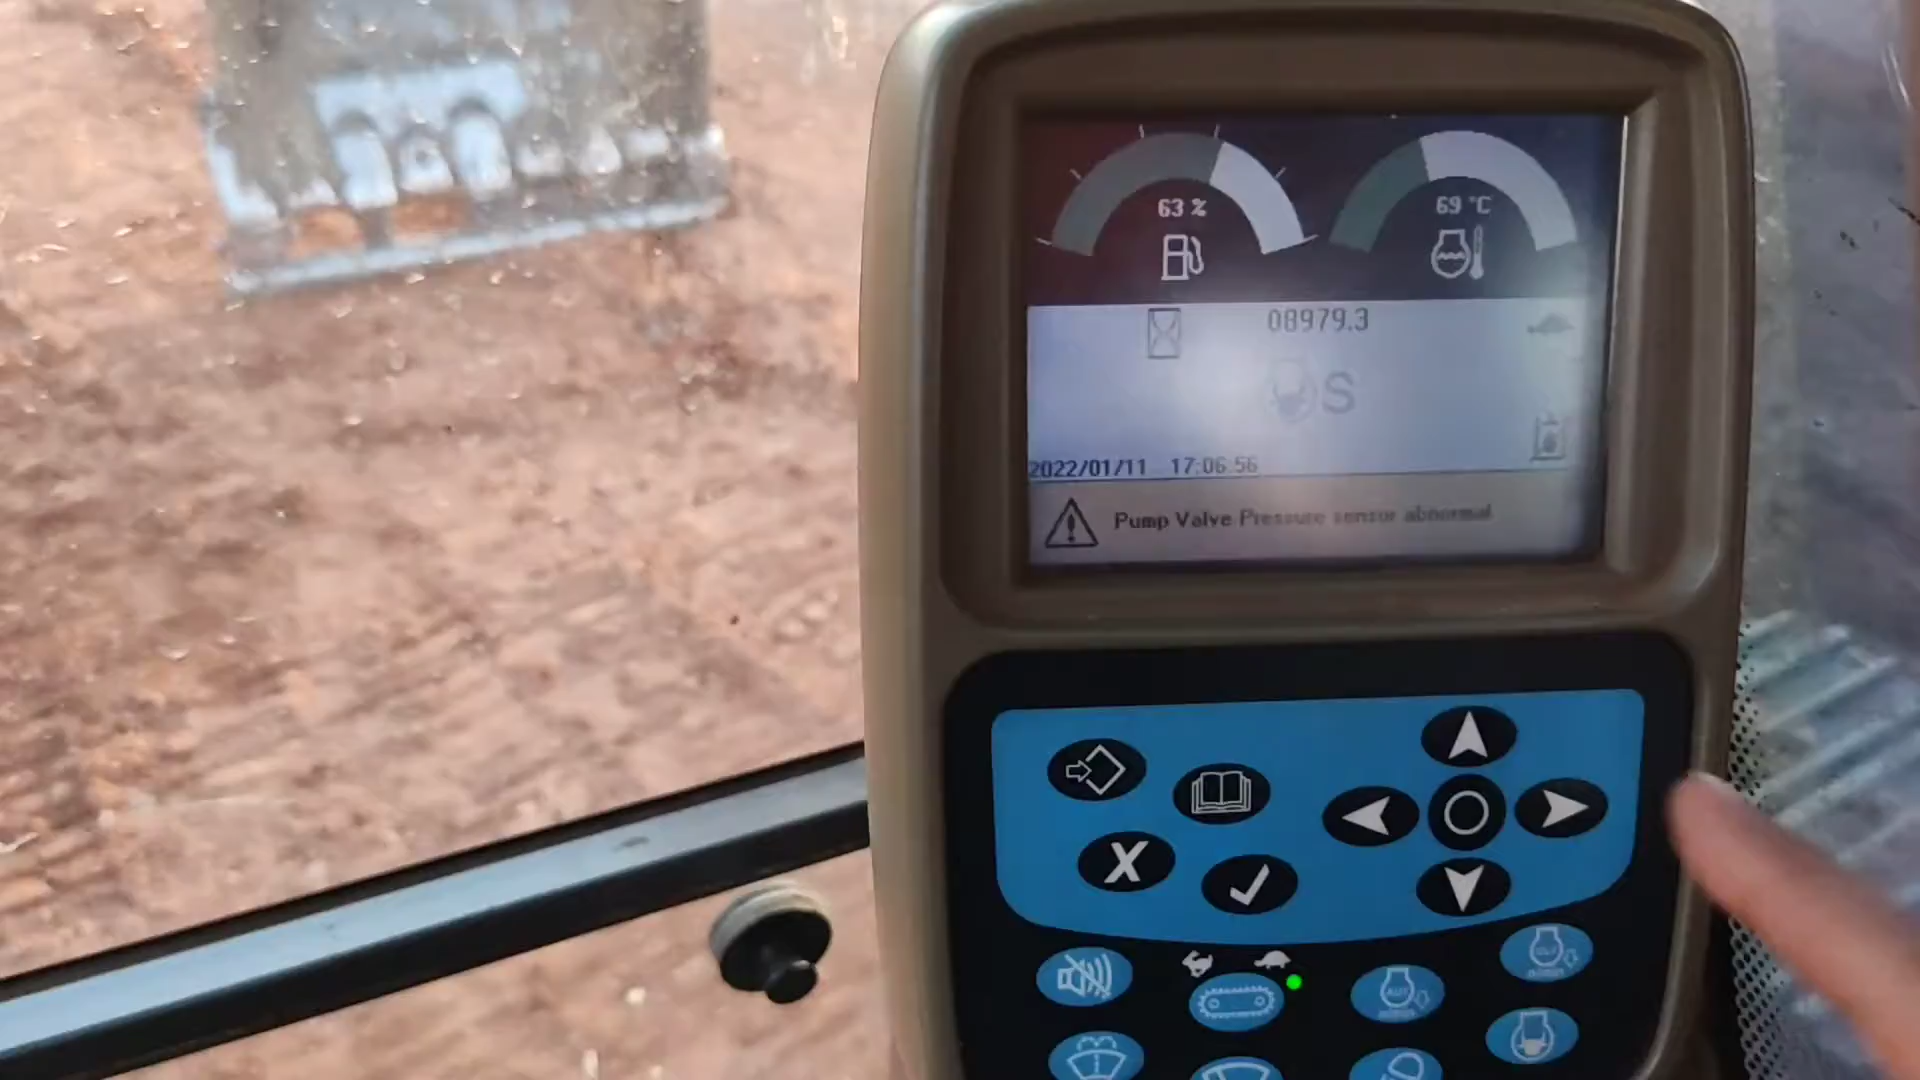 63 %
69 °C
08979.3
S
2022/01/11 17:06:56
Pump Valve Pressure sensor abnormal
X